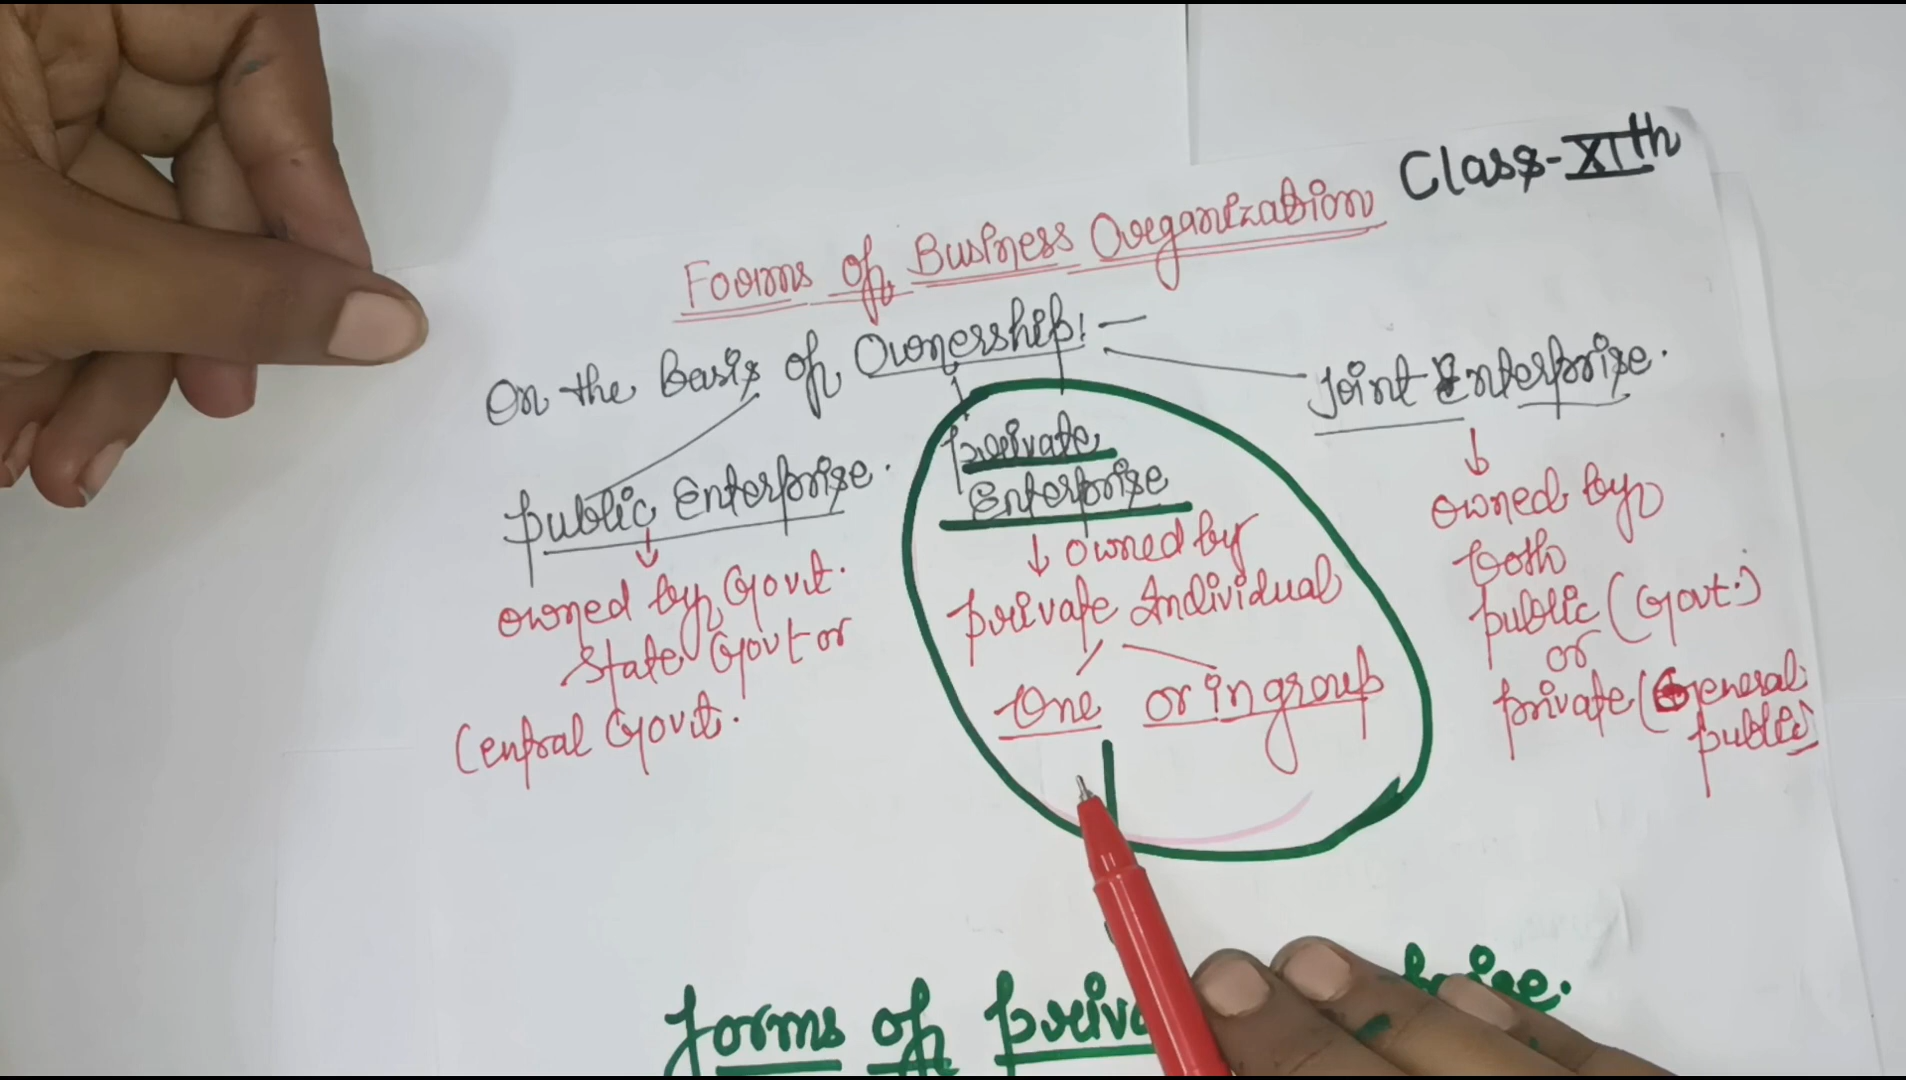 Class-XIth
Forms of Business Organization
On the Basis of Ownership:-
Public Enterprise.
owned by Govt.
State Govt or
Central Govt.
Private
Enterprise
owned by
private Individual
One or in group
Joint Enterprise.
owned by
both
public (Govt.)
or
private (General
public)
forms of